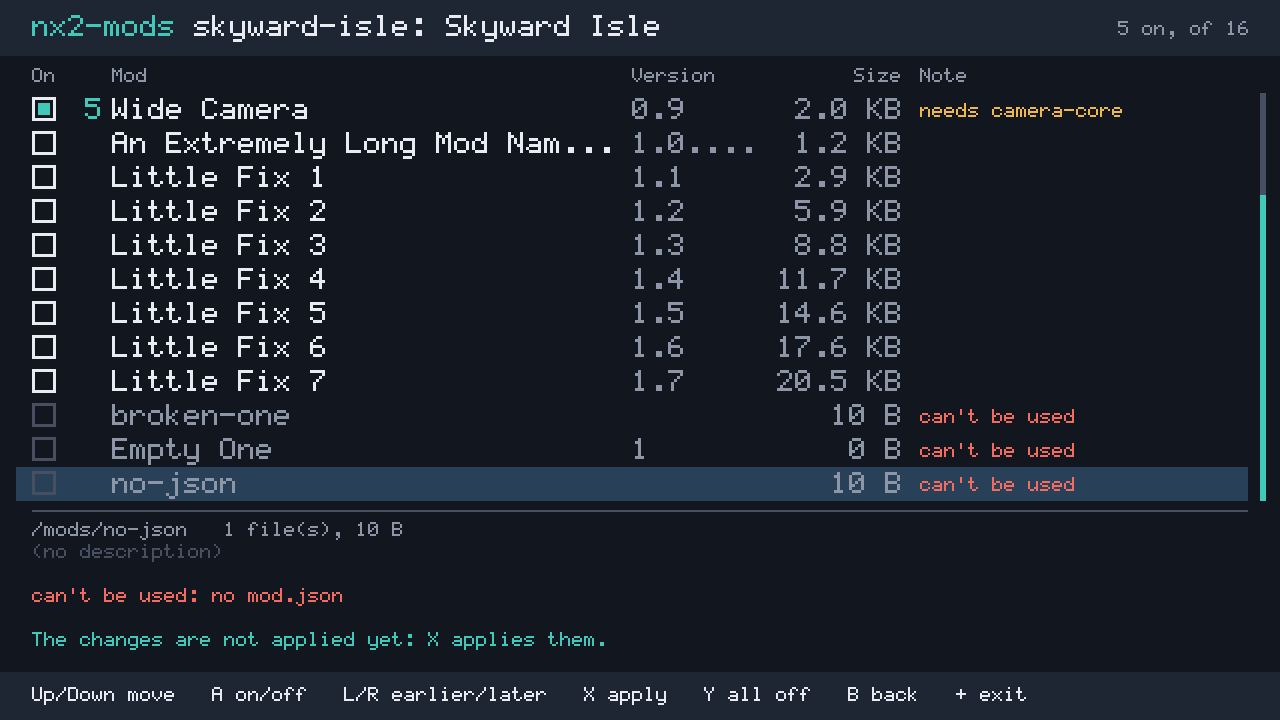 nx2-mods skyward-isle: Skyward Isle 5 on, of 16
On Mod Version Size Note
5 Wide Camera 0.9 2.0 KB needs camera-core
An Extremely Long Mod Nam... 1.0.... 1.2 KB
Little Fix 1 1.1 2.9 KB
Little Fix 2 1.2 5.9 KB
Little Fix 3 1.3 8.8 KB
Little Fix 4 1.4 11.7 KB
Little Fix 5 1.5 14.6 KB
Little Fix 6 1.6 17.6 KB
Little Fix 7 1.7 20.5 KB
broken-one 10 B can't be used
Empty One 1 0 B can't be used
no-json 10 B can't be used
/mods/no-json 1 file(s), 10 B
(no description)
can't be used: no mod.json
The changes are not applied yet: X applies them.
Up/Down move A on/off L/R earlier/later X apply Y all off B back + exit